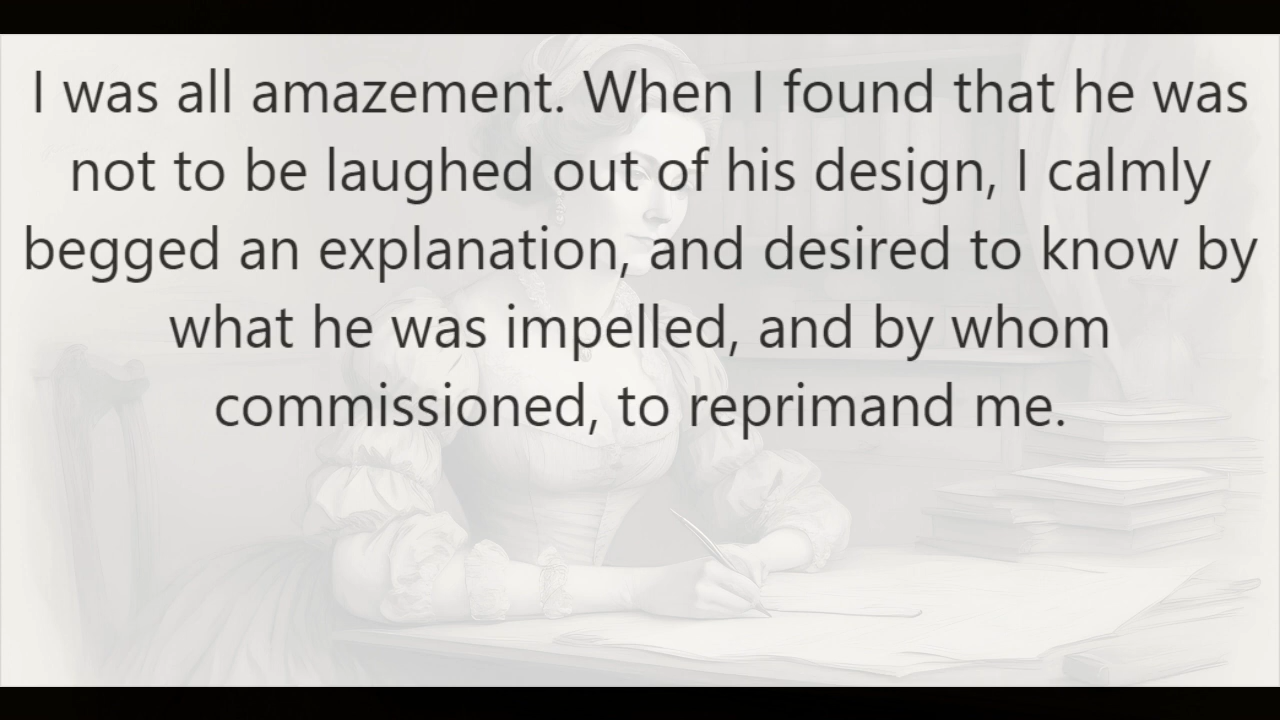 I was all amazement. When I found that he was
not to be laughed out of his design, I calmly
begged an explanation, and desired to know by
what he was impelled, and by whom
commissioned, to reprimand me.